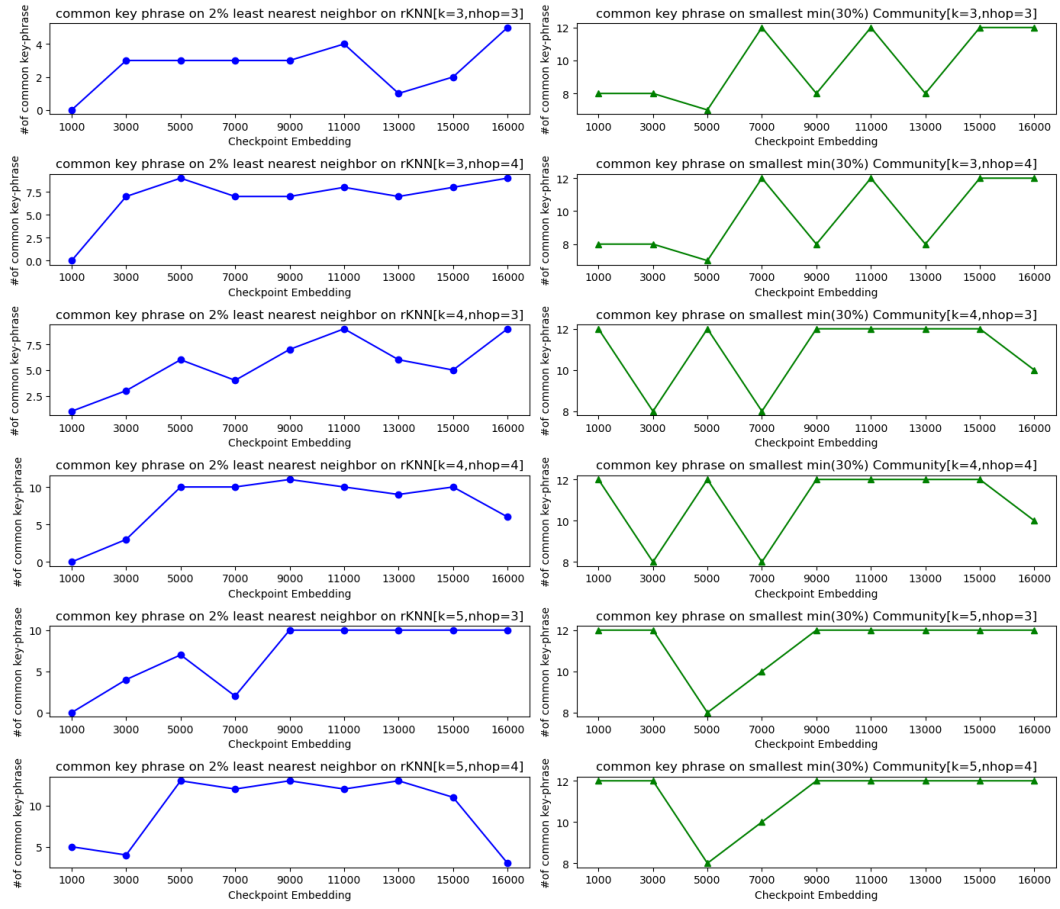 common key phrase on 2% least nearest neighbor on rKNN[k=3,nhop=3]
#of common key-phrase
4
2
0
1000 3000 5000 7000 9000 11000 13000 15000 16000
Checkpoint Embedding
common key phrase on smallest min(30%) Community[k=3,nhop=3]
#of common key-phrase
12
10
8
1000 3000 5000 7000 9000 11000 13000 15000 16000
Checkpoint Embedding
common key phrase on 2% least nearest neighbor on rKNN[k=3,nhop=4]
#of common key-phrase
7.5
5.0
2.5
0.0
1000 3000 5000 7000 9000 11000 13000 15000 16000
Checkpoint Embedding
common key phrase on smallest min(30%) Community[k=3,nhop=4]
#of common key-phrase
12
10
8
1000 3000 5000 7000 9000 11000 13000 15000 16000
Checkpoint Embedding
common key phrase on 2% least nearest neighbor on rKNN[k=4,nhop=3]
#of common key-phrase
7.5
5.0
2.5
1000 3000 5000 7000 9000 11000 13000 15000 16000
Checkpoint Embedding
common key phrase on smallest min(30%) Community[k=4,nhop=3]
#of common key-phrase
12
10
8
1000 3000 5000 7000 9000 11000 13000 15000 16000
Checkpoint Embedding
common key phrase on 2% least nearest neighbor on rKNN[k=4,nhop=4]
#of common key-phrase
10
5
0
1000 3000 5000 7000 9000 11000 13000 15000 16000
Checkpoint Embedding
common key phrase on smallest min(30%) Community[k=4,nhop=4]
#of common key-phrase
12
10
8
1000 3000 5000 7000 9000 11000 13000 15000 16000
Checkpoint Embedding
common key phrase on 2% least nearest neighbor on rKNN[k=5,nhop=3]
#of common key-phrase
10
5
0
1000 3000 5000 7000 9000 11000 13000 15000 16000
Checkpoint Embedding
common key phrase on smallest min(30%) Community[k=5,nhop=3]
#of common key-phrase
12
10
8
1000 3000 5000 7000 9000 11000 13000 15000 16000
Checkpoint Embedding
common key phrase on 2% least nearest neighbor on rKNN[k=5,nhop=4]
#of common key-phrase
10
5
1000 3000 5000 7000 9000 11000 13000 15000 16000
Checkpoint Embedding
common key phrase on smallest min(30%) Community[k=5,nhop=4]
#of common key-phrase
12
10
8
1000 3000 5000 7000 9000 11000 13000 15000 16000
Checkpoint Embedding